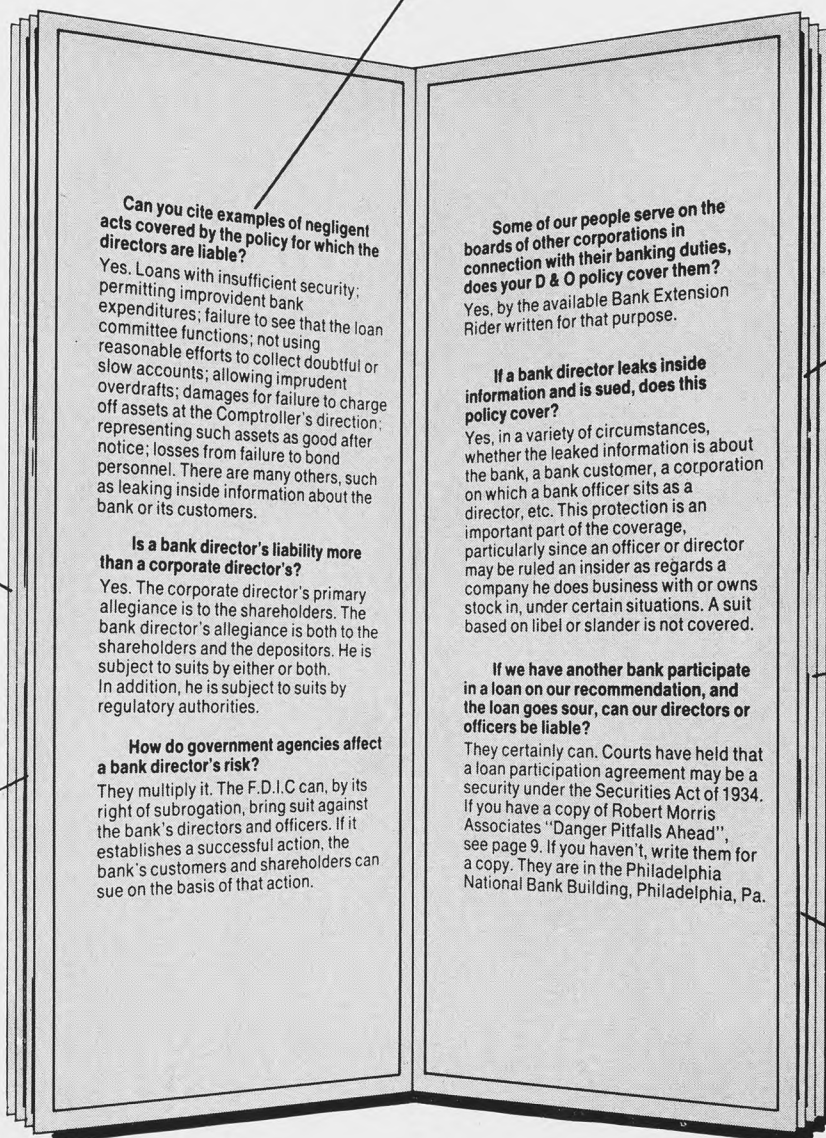 Can you cite examples of negligent
acts covered by the policy for which the
directors are liable?
Yes. Loans with insufficient security;
permitting improvident bank
expenditures; failure to see that the loan
committee functions; not using
reasonable efforts to collect doubtful or
slow accounts; allowing imprudent
overdrafts; damages for failure to charge
off assets at the Comptroller's direction;
representing such assets as good after
notice; losses from failure to bond
personnel. There are many others, such
as leaking inside information about the
bank or its customers.
Is a bank director's liability more
than a corporate director's?
Yes. The corporate director's primary
allegiance is to the shareholders. The
bank director's allegiance is both to the
shareholders and the depositors. He is
subject to suits by either or both.
In addition, he is subject to suits by
regulatory authorities.
How do government agencies affect
a bank director's risk?
They multiply it. The F.D.I.C can, by its
right of subrogation, bring suit against
the bank's directors and officers. If it
establishes a successful action, the
bank's customers and shareholders can
sue on the basis of that action.
Some of our people serve on the
boards of other corporations in
connection with their banking duties,
does your D & O policy cover them?
Yes, by the available Bank Extension
Rider written for that purpose.
If a bank director leaks inside
information and is sued, does this
policy cover?
Yes, in a variety of circumstances,
whether the leaked information is about
the bank, a bank customer, a corporation
on which a bank officer sits as a
director, etc. This protection is an
important part of the coverage,
particularly since an officer or director
may be ruled an insider as regards a
company he does business with or owns
stock in, under certain situations. A suit
based on libel or slander is not covered.
If we have another bank participate
in a loan on our recommendation, and
the loan goes sour, can our directors or
officers be liable?
They certainly can. Courts have held that
a loan participation agreement may be a
security under the Securities Act of 1934.
If you have a copy of Robert Morris
Associates "Danger Pitfalls Ahead",
see page 9. If you haven't, write them for
a copy. They are in the Philadelphia
National Bank Building, Philadelphia, Pa.